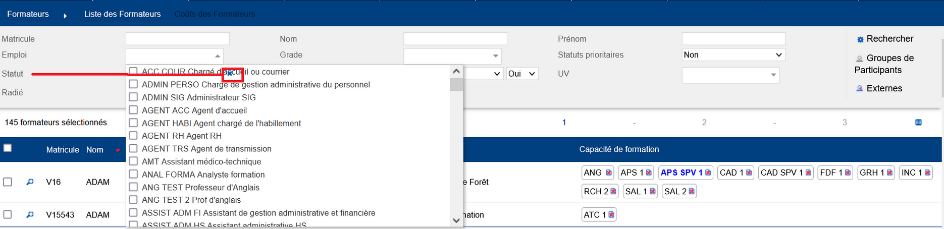 Formateurs Liste des Formateurs Coûts des Formateurs
Matricule Nom Prénom Rechercher
Emploi Grade Statuts prioritaires Non Groupes de Participants
Statut Oui UV
Radié Externes
ACC COUR Chargé d'accueil ou courrier
ADMIN PERSO Chargé de gestion administrative du personnel
ADMIN SIG Administrateur SIG
AGENT ACC Agent d'accueil
AGENT HABI Agent chargé de l'habillement
AGENT RH Agent RH
AGENT TRS Agent de transmission
AMT Assistant médico-technique
ANAL FORMA Analyste formation
ANG TEST Professeur d'Anglais
ANG TEST 2 Prof d'anglais
ASSIST ADM FI Assistant de gestion administrative et financière
ASSIST ADM HS Assistant administrative HS
145 formateurs sélectionnés 1 - 2 - 3
Matricule Nom Capacité de formation
V16 ADAM e Forêt ANG APS 1 APS SPV 1 CAD 1 CAD SPV 1 FDF 1 GRH 1 INC 1
RCH 2 SAL 1 SAL 2
V15543 ADAM nation ATC 1